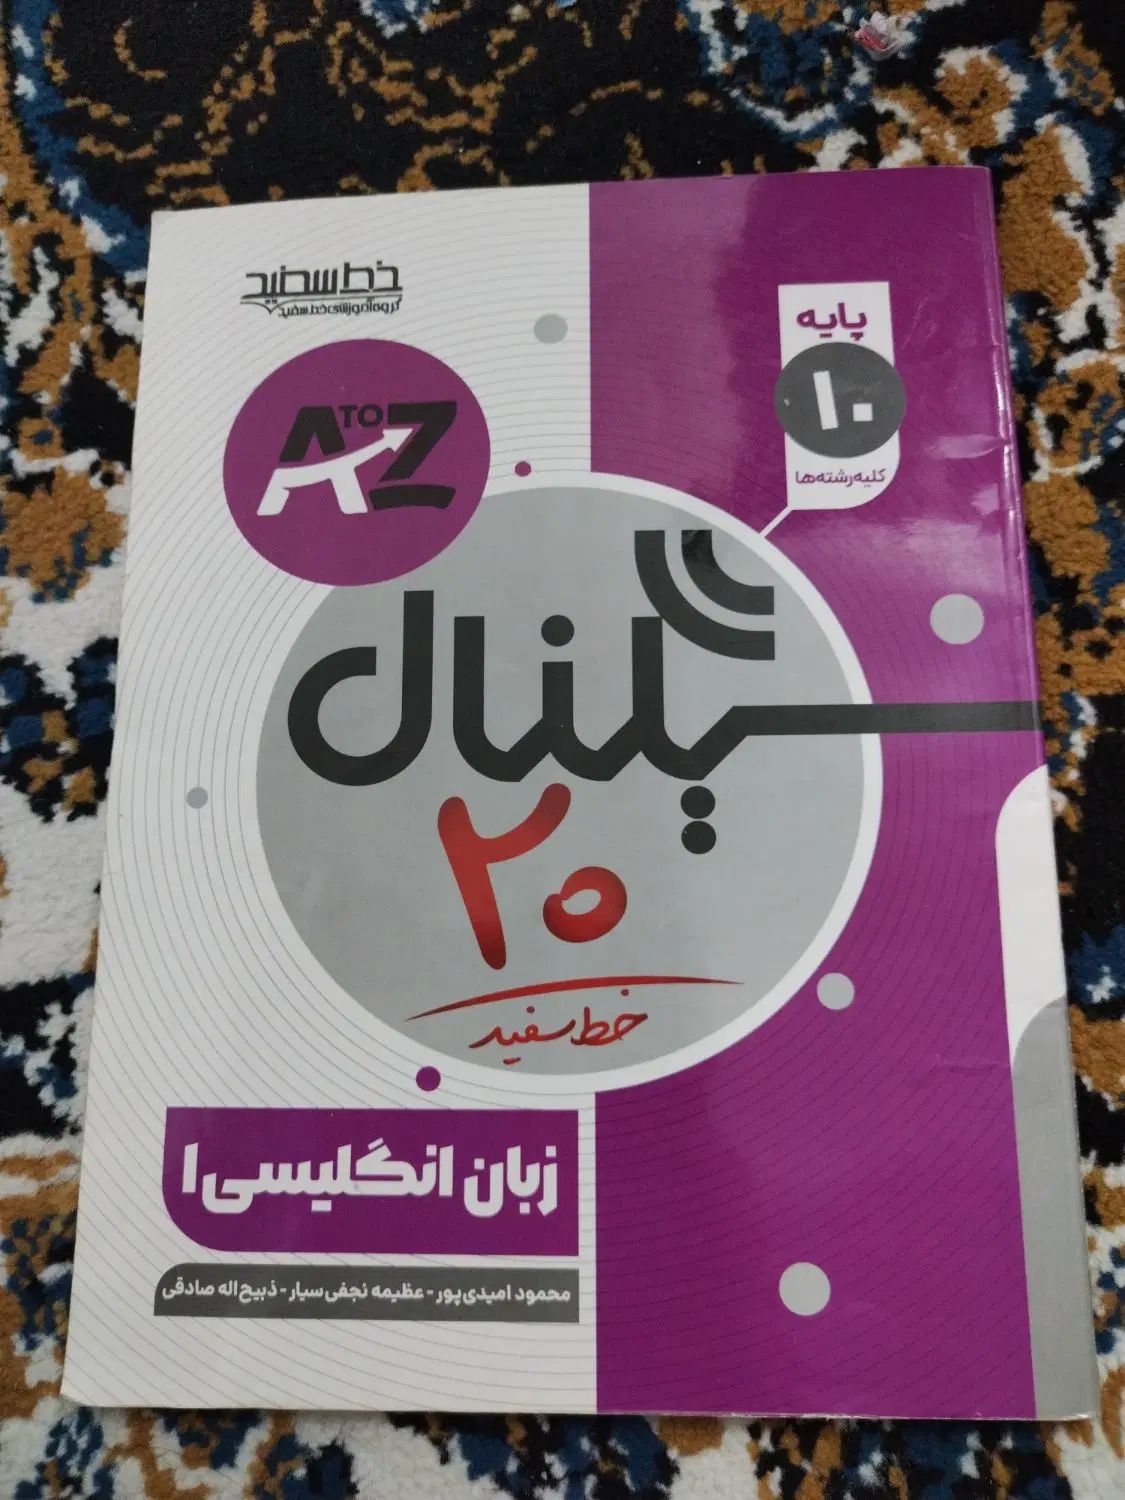 خط سفید
گروه آموزشی خط سفید
پایه
۱۰
کلیه رشته‌ها
A TO Z
سیگنال
۲۰
خط سفید
زبان انگلیسی ۱
محمود امیدی‌پور - عظیمه نجفی سیار - ذبیح اله صادقی